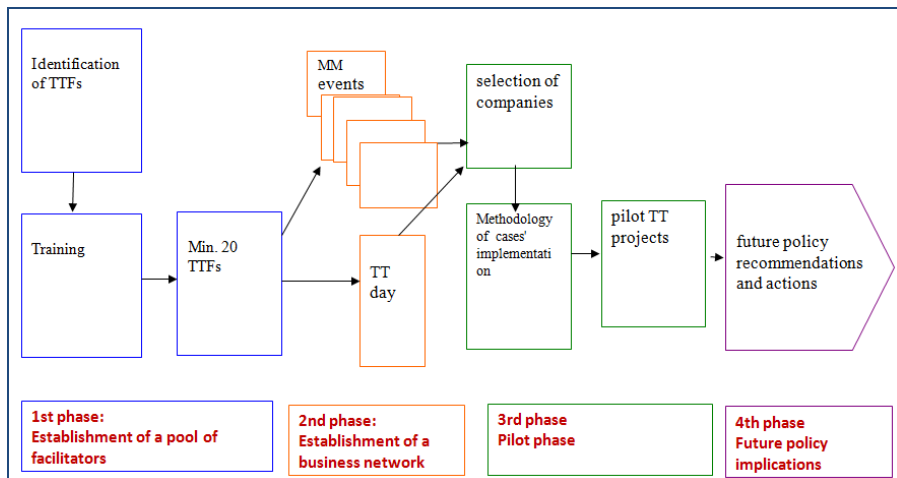 Identification
of TTFs
Training
Min. 20
TTFs
MM
events
TT
day
selection of
companies
Methodology
of cases'
implementati
on
pilot TT
projects
future policy
recommendations
and actions
1st phase:
Establishment of a pool of
facilitators
2nd phase:
Establishment of a
business network
3rd phase
Pilot phase
4th phase
Future policy
implications